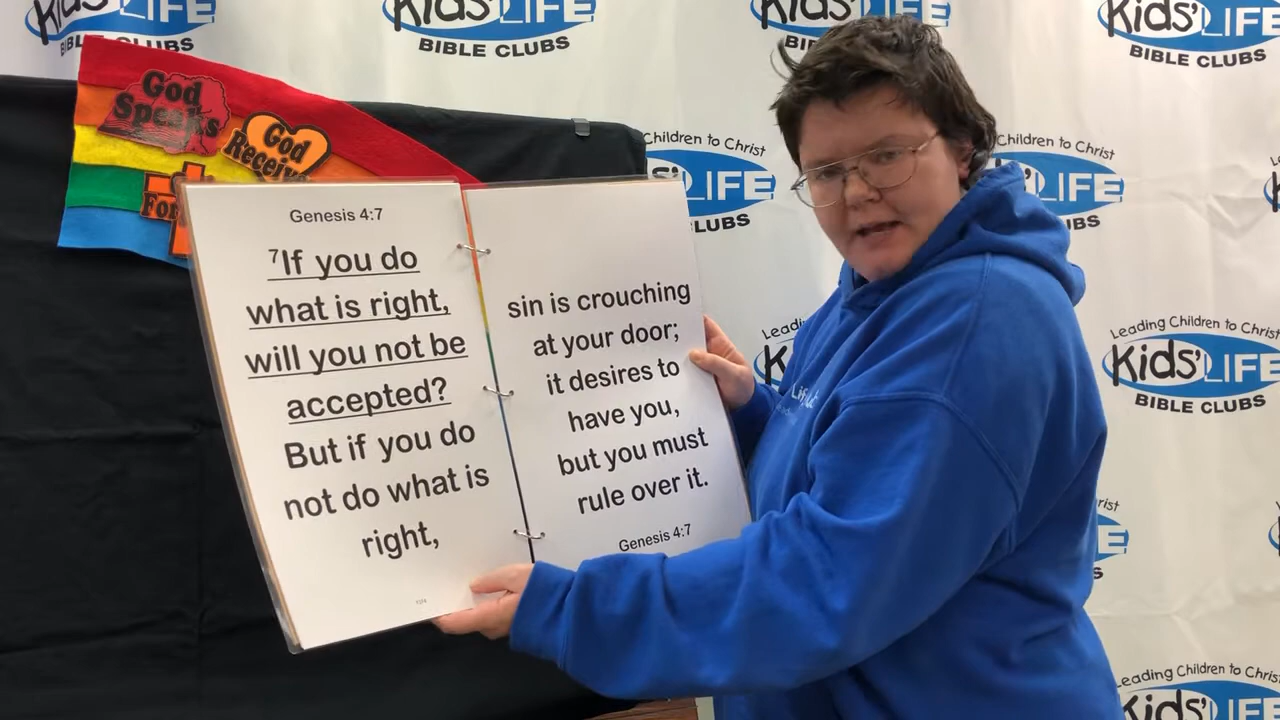 Kids' LIFE
BIBLE CLUBS
Kids' LIFE
BIBLE CLUBS
Kids' LIFE
BIBLE
Kids' LIFE
BIBLE CLUBS
God
Speaks
God
For
Genesis 4:7
7If you do
what is right,
will you not be
accepted?
But if you do
not do what is
right,
sin is crouching
at your door;
it desires to
have you,
but you must
rule over it.
Genesis 4:7
Children to Christ
LIFE
CLUBS
Children to Christ
LIFE
CLUBS
Leading
Leading Children to Christ
Kids' LIFE
BIBLE CLUBS
LIFE
Leading Children to Christ
Kids' LIFE